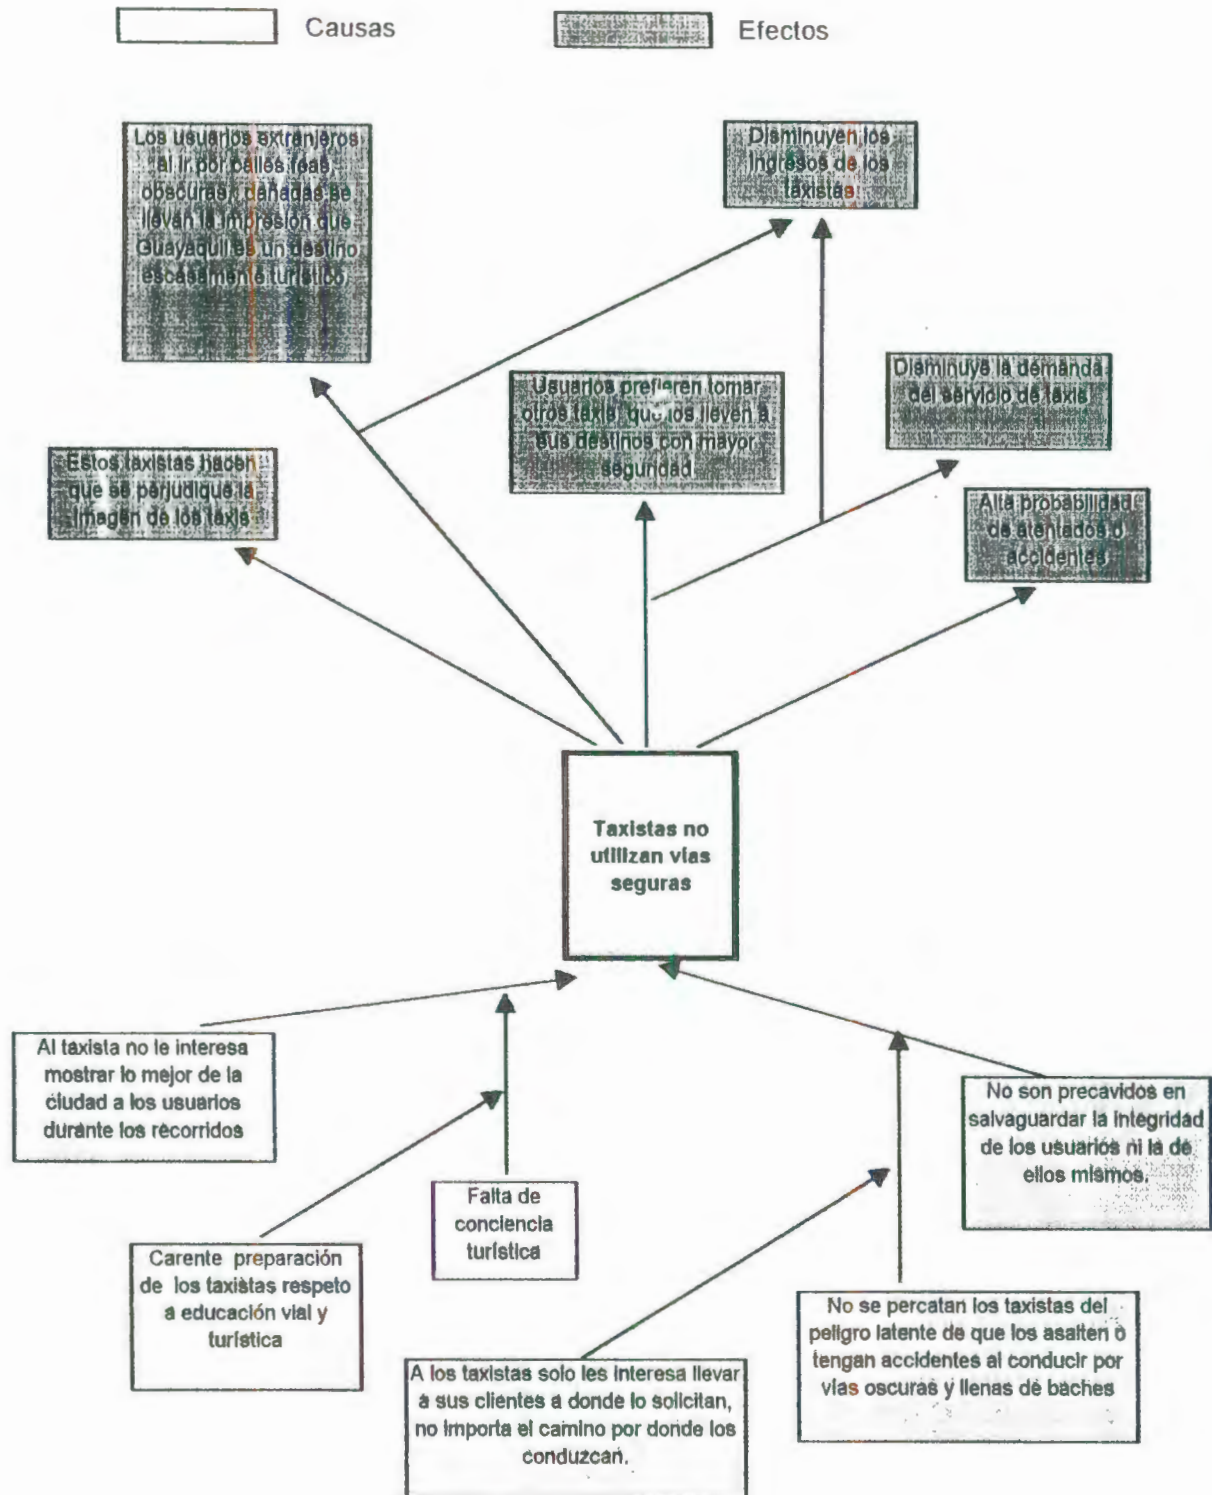 Causas
Efectos
Los usuarios extranjeros
al ir por calles feas,
obscuras, dañadas se
llevan la impresión que
Guayaquil es un destino
escasamente turístico
Disminuyen los
ingresos de los
taxistas
Usuarios prefieren tomar
otros taxis, que los lleven a
sus destinos con mayor
seguridad
Disminuye la demanda
del servicio de taxis
Estos taxistas hacen
que se perjudique la
imagen de los taxis
Alta probabilidad
de atentados o
accidentes
Taxistas no
utilizan vías
seguras
Al taxista no le interesa
mostrar lo mejor de la
ciudad a los usuarios
durante los recorridos
No son precavidos en
salvaguardar la integridad
de los usuarios ni la de
ellos mismos.
Falta de
conciencia
turística
Carente preparación
de los taxistas respeto
a educación vial y
turística
No se percatan los taxistas del
peligro latente de que los asalten o
tengan accidentes al conducir por
vías oscuras y llenas de baches
A los taxistas solo les interesa llevar
a sus clientes a donde lo solicitan,
no importa el camino por donde los
conduzcan.